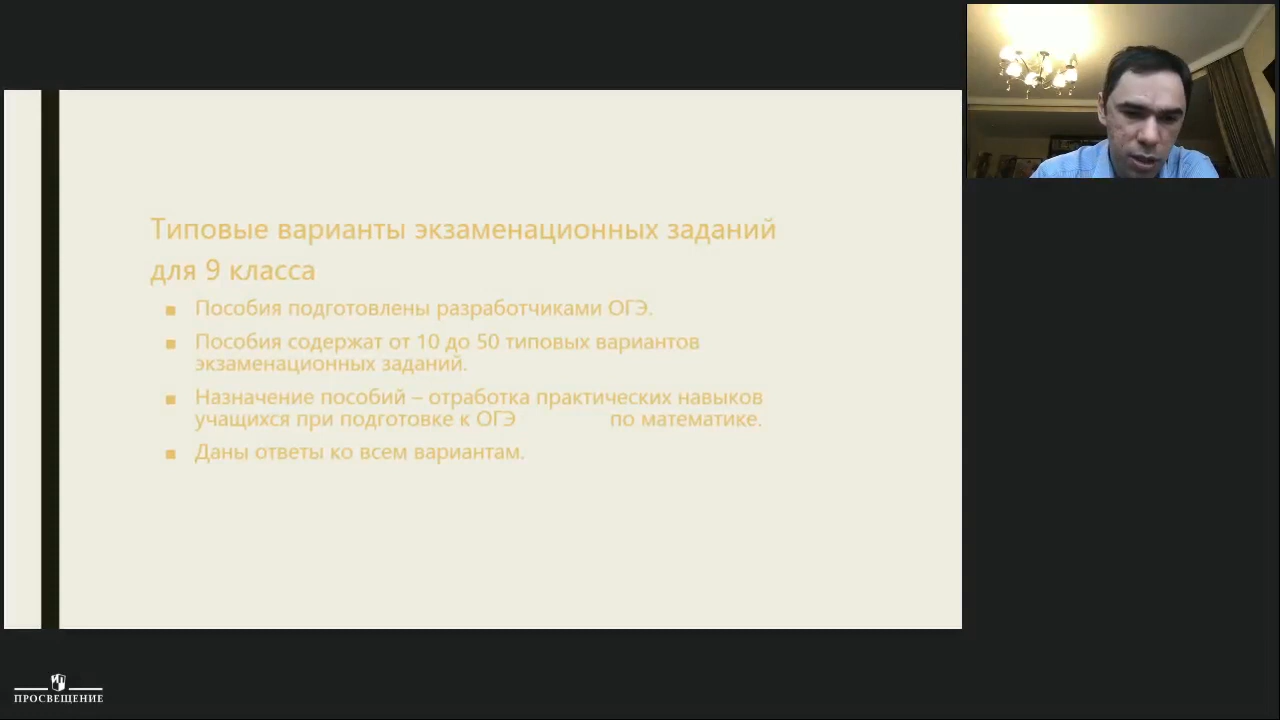 Типовые варианты экзаменационных заданий
для 9 класса
Пособия подготовлены разработчиками ОГЭ.
Пособия содержат от 10 до 50 типовых вариантов
экзаменационных заданий.
Назначение пособий – отработка практических навыков
учащихся при подготовке к ОГЭ по математике.
Даны ответы ко всем вариантам.
ПРОСВЕЩЕНИЕ